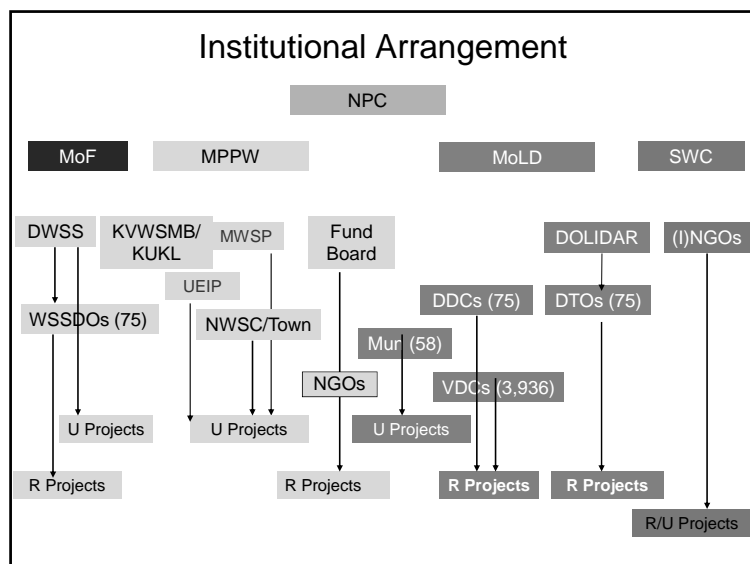 Institutional Arrangement
NPC
MoF
MPPW
MoLD
SWC
DWSS
KVWSMB/
KUKL
MWSP
Fund
Board
DOLIDAR
(I)NGOs
UEIP
WSSDOs (75)
NWSC/Town
DDCs (75)
DTOs (75)
Mun (58)
NGOs
VDCs (3,936)
U Projects
U Projects
U Projects
R Projects
R Projects
R Projects
R Projects
R/U Projects